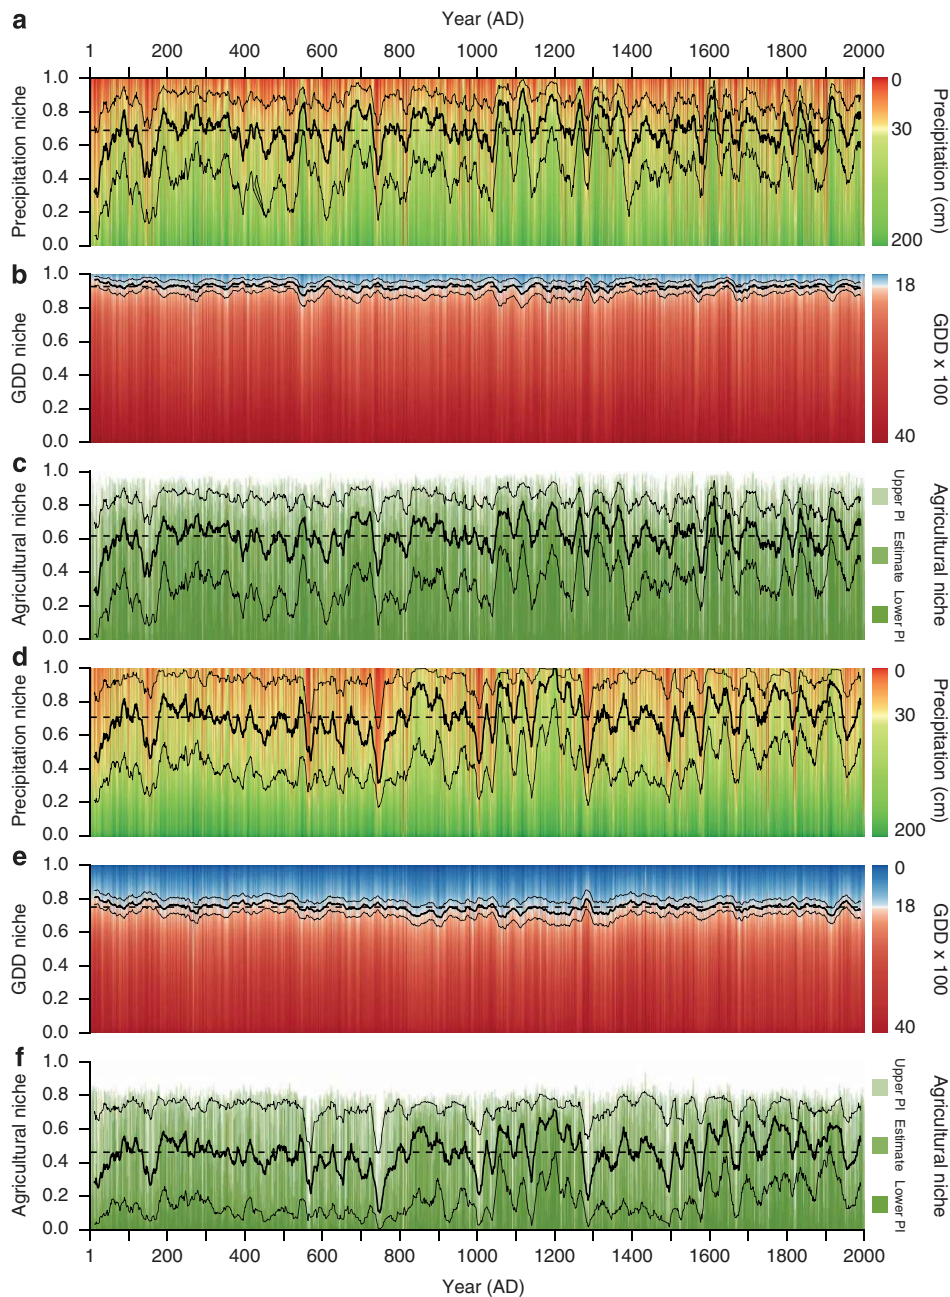 a
Year (AD)
1 200 400 600 800 1000 1200 1400 1600 1800 2000
Precipitation niche
1.0
0.8
0.6
0.4
0.2
0.0
0
30
200
Precipitation (cm)
b
GDD niche
1.0
0.8
0.6
0.4
0.2
0.0
18
40
GDD x 100
c
Agricultural niche
1.0
0.8
0.6
0.4
0.2
0.0
Upper PI
Estimate
Lower PI
Agricultural niche
d
Precipitation niche
1.0
0.8
0.6
0.4
0.2
0.0
0
30
200
Precipitation (cm)
e
GDD niche
1.0
0.8
0.6
0.4
0.2
0.0
0
18
40
GDD x 100
f
Agricultural niche
1.0
0.8
0.6
0.4
0.2
0.0
Upper PI
Estimate
Lower PI
Agricultural niche
1 200 400 600 800 1000 1200 1400 1600 1800 2000
Year (AD)